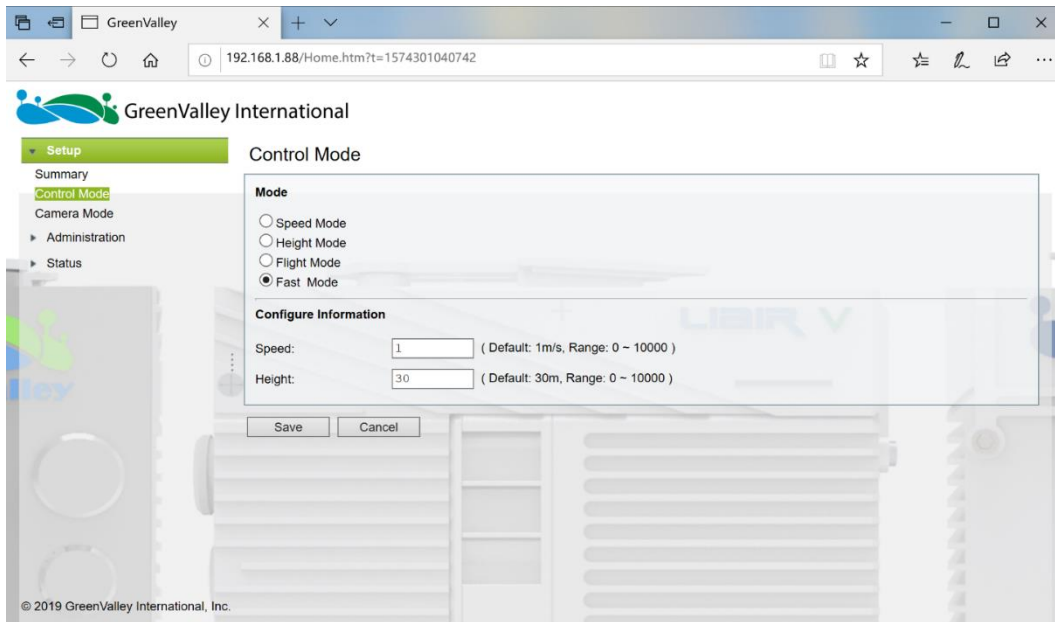 GreenValley
192.168.1.88/Home.htm?t=1574301040742
GreenValley International
Setup
Summary
Control Mode
Camera Mode
Administration
Status
Control Mode
Mode
Speed Mode
Height Mode
Flight Mode
Fast Mode
Configure Information
Speed: 1 ( Default: 1m/s, Range: 0 ~ 10000 )
Height: 30 ( Default: 30m, Range: 0 ~ 10000 )
Save Cancel
LIBIR V
lley
© 2019 GreenValley International, Inc.